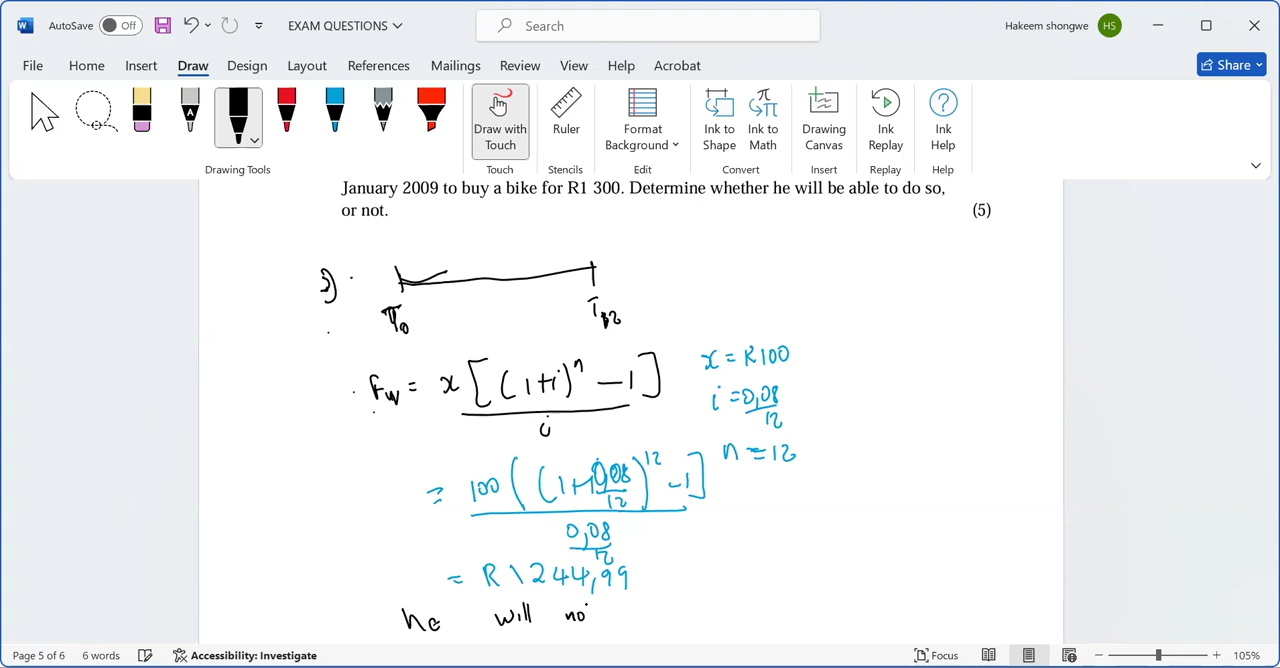 AutoSave Off EXAM QUESTIONS Search Hakeem shongwe HS
File Home Insert Draw Design Layout References Mailings Review View Help Acrobat Share
Draw with Touch Ruler Format Background Ink to Shape Ink to Math Drawing Canvas Ink Replay Ink Help
Drawing Tools Touch Stencils Edit Convert Insert Replay Help
January 2009 to buy a bike for R1 300. Determine whether he will be able to do so,
or not. (5)
T0 T12
Fv = x[(1+i)^n - 1] / i
x = R100
i = 0,08/12
n = 12
= 100((1+0,08/12)^12 - 1] / 0,08/12
= R1244,99
he will no
Page 5 of 6 6 words Accessibility: Investigate Focus 105%